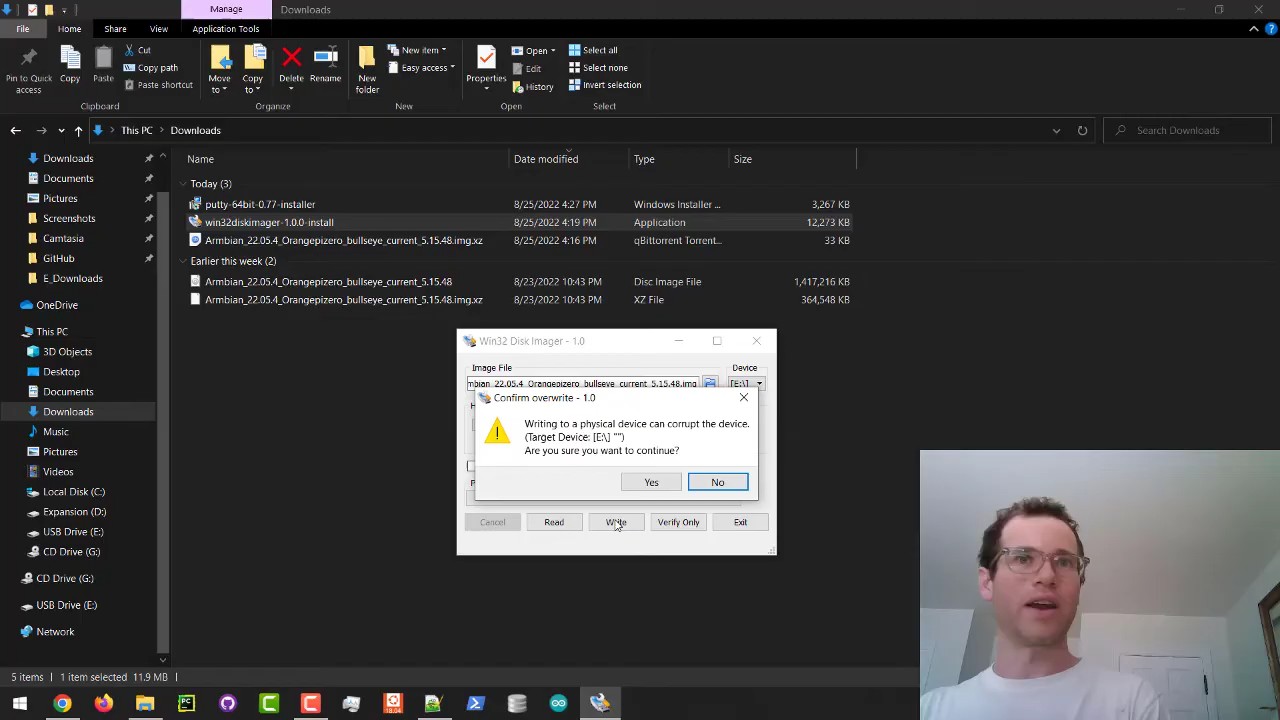 Manage
Downloads
File
Home
Share
View
Application Tools
Pin to Quick
access
Copy
Paste
Cut
Copy path
Paste shortcut
Clipboard
Move
to
Copy
to
Delete
Rename
Organize
New
folder
New item
Easy access
New
Properties
Open
Edit
History
Open
Select all
Select none
Invert selection
Select
This PC
Downloads
Search Downloads
Downloads
Documents
Pictures
Screenshots
Camtasia
GitHub
E_Downloads
OneDrive
This PC
3D Objects
Desktop
Documents
Downloads
Music
Pictures
Videos
Local Disk (C:)
Expansion (D:)
USB Drive (E:)
CD Drive (G:)
CD Drive (G:)
USB Drive (E:)
Network
Name Date modified Type Size
Today (3)
putty-64bit-0.77-installer 8/25/2022 4:27 PM Windows Installer ... 3,267 KB
win32diskimager-1.0.0-install 8/25/2022 4:19 PM Application 12,273 KB
Armbian_22.05.4_Orangepizero_bullseye_current_5.15.48.img.xz 8/25/2022 4:16 PM qBittorrent Torrent... 33 KB
Earlier this week (2)
Armbian_22.05.4_Orangepizero_bullseye_current_5.15.48 8/23/2022 10:43 PM Disc Image File 1,417,216 KB
Armbian_22.05.4_Orangepizero_bullseye_current_5.15.48.img.xz 8/23/2022 10:43 PM XZ File 364,548 KB
Win32 Disk Imager - 1.0
Image File
Device
mbian_22.05.4_Orangepizero_bullseye_current_5.15.48.img
[E:\]
Confirm overwrite - 1.0
Writing to a physical device can corrupt the device.
(Target Device: [E:\] "")
Are you sure you want to continue?
Yes
No
Cancel
Read
Write
Verify Only
Exit
5 items
1 item selected 11.9 MB
PC
C
C
18.04